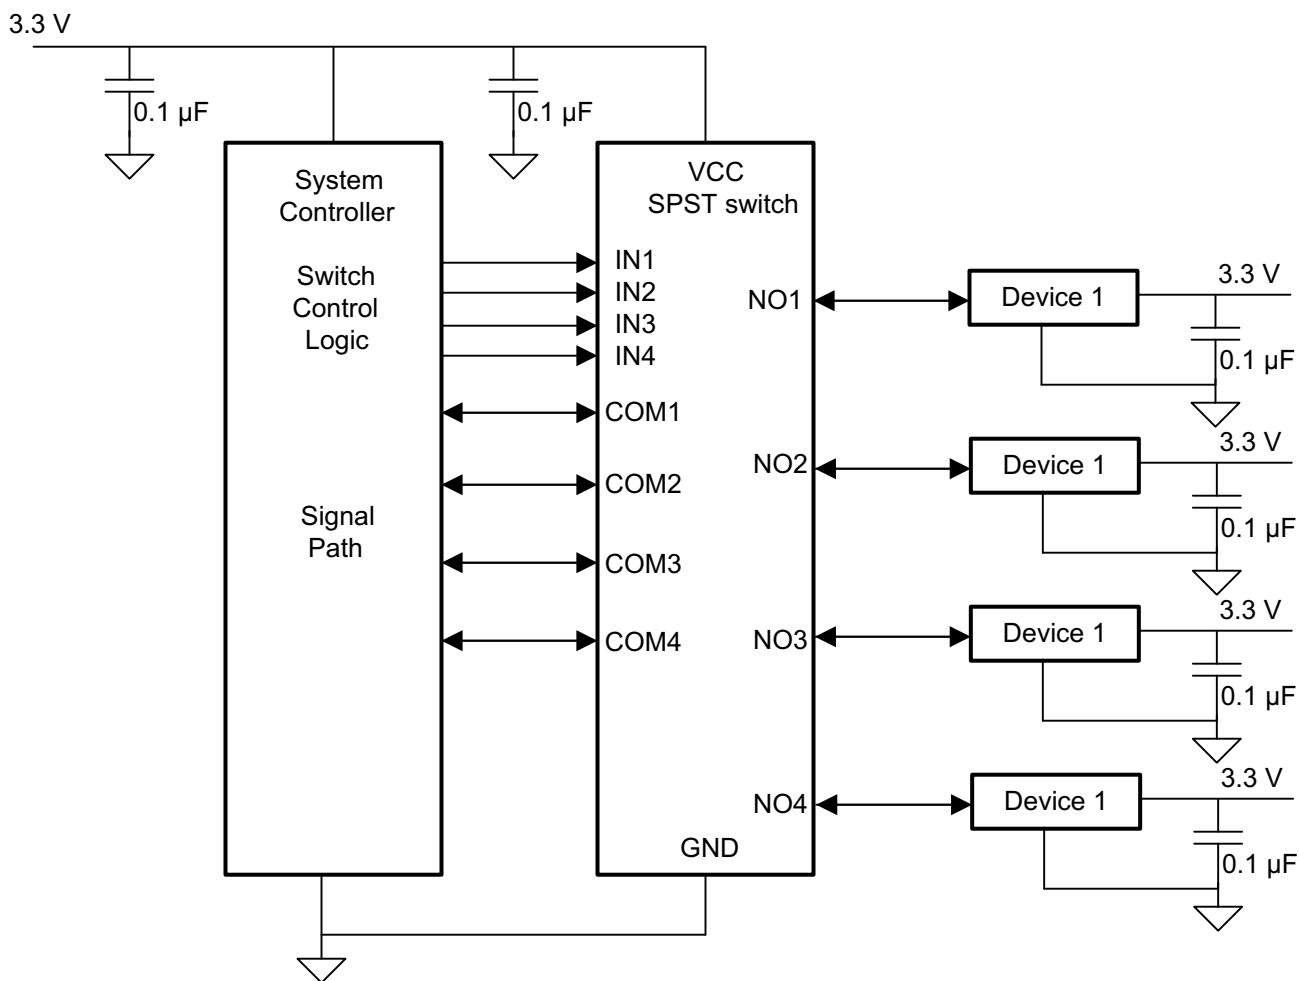 3.3 V
0.1 µF
0.1 µF
System
Controller
Switch
Control
Logic
Signal
Path
VCC
SPST switch
IN1
IN2
IN3
IN4
COM1
COM2
COM3
COM4
NO1
NO2
NO3
NO4
GND
Device 1
3.3 V
0.1 µF
Device 1
3.3 V
0.1 µF
Device 1
3.3 V
0.1 µF
Device 1
3.3 V
0.1 µF